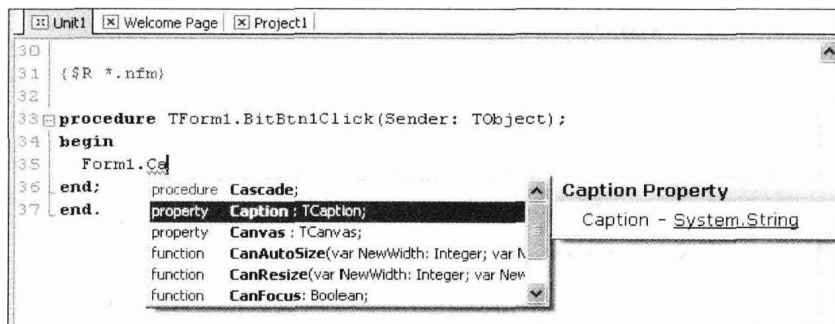 Unit1 Welcome Page Project1
30
31 {$R *.nfm}
32
33 procedure TForm1.BitBtn1Click(Sender: TObject);
34 begin
35 Form1.Ca
36 end;
37 end.
procedure Cascade;
property Caption : TCaption;
property Canvas : TCanvas;
function CanAutoSize(var NewWidth: Integer; var N
function CanResize(var NewWidth: Integer; var New
function CanFocus: Boolean;
Caption Property
Caption - System.String